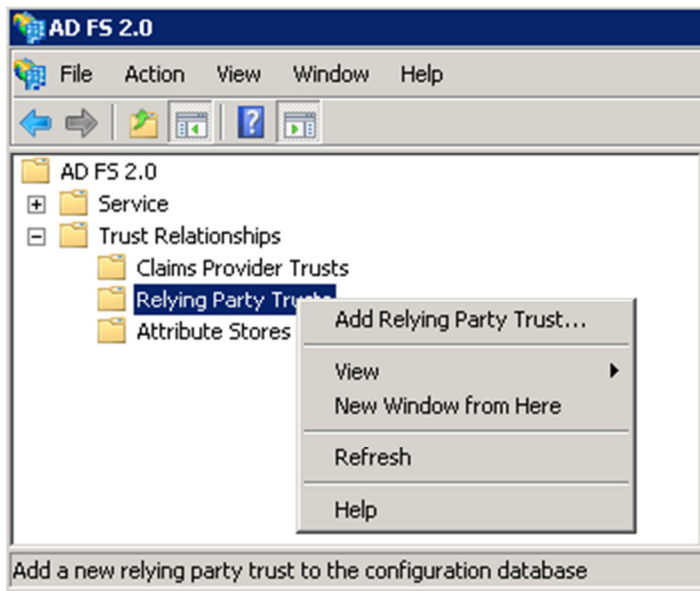 AD FS 2.0
File Action View Window Help
AD FS 2.0
Service
Trust Relationships
Claims Provider Trusts
Relying Party Trusts
Attribute Stores
Add Relying Party Trust...
View
New Window from Here
Refresh
Help
Add a new relying party trust to the configuration database